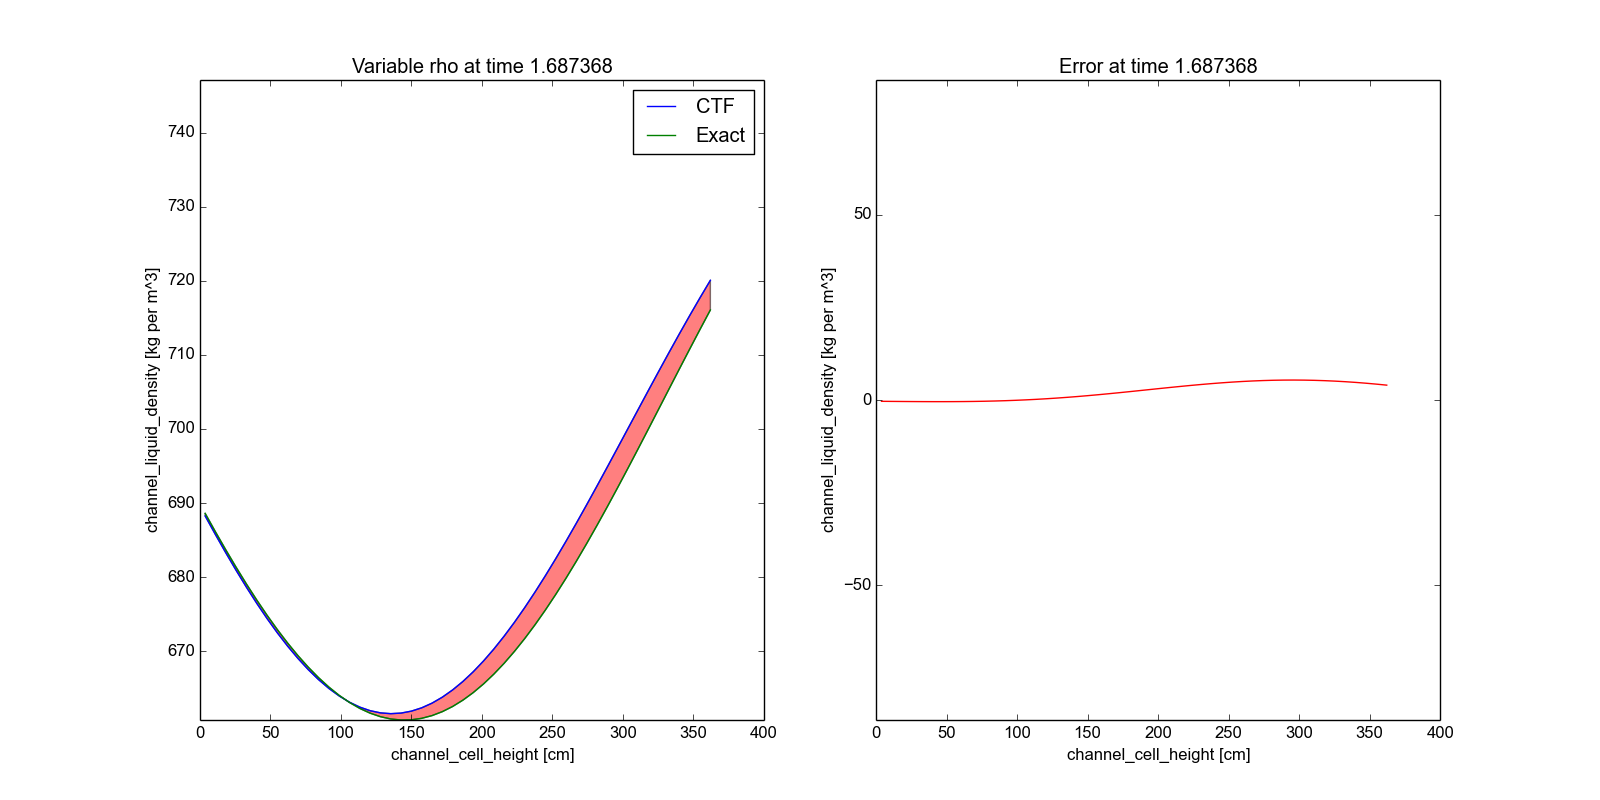 Variable rho at time 1.687368
channel_liquid_density [kg per m^3]
740
730
720
710
700
690
680
670
0 50 100 150 200 250 300 350 400
channel_cell_height [cm]
CTF
Exact
Error at time 1.687368
channel_liquid_density [kg per m^3]
50
0
−50
0 50 100 150 200 250 300 350 400
channel_cell_height [cm]